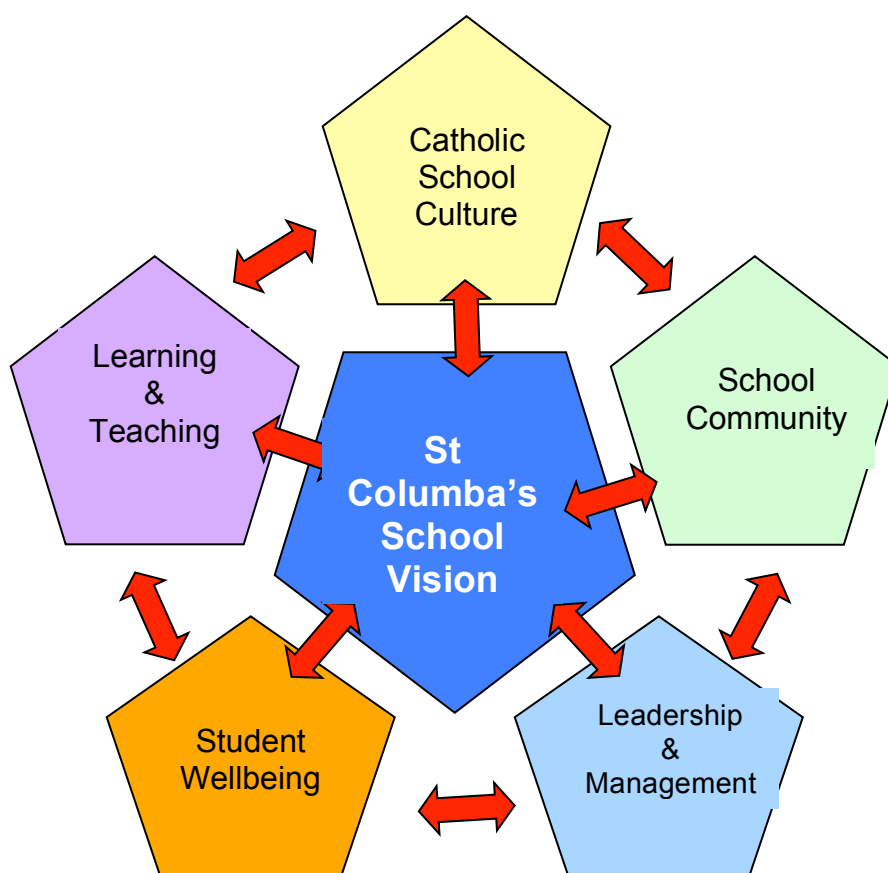 Catholic
School
Culture
Learning
&
Teaching
School
Community
St
Columba’s
School
Vision
Student
Wellbeing
Leadership
&
Management